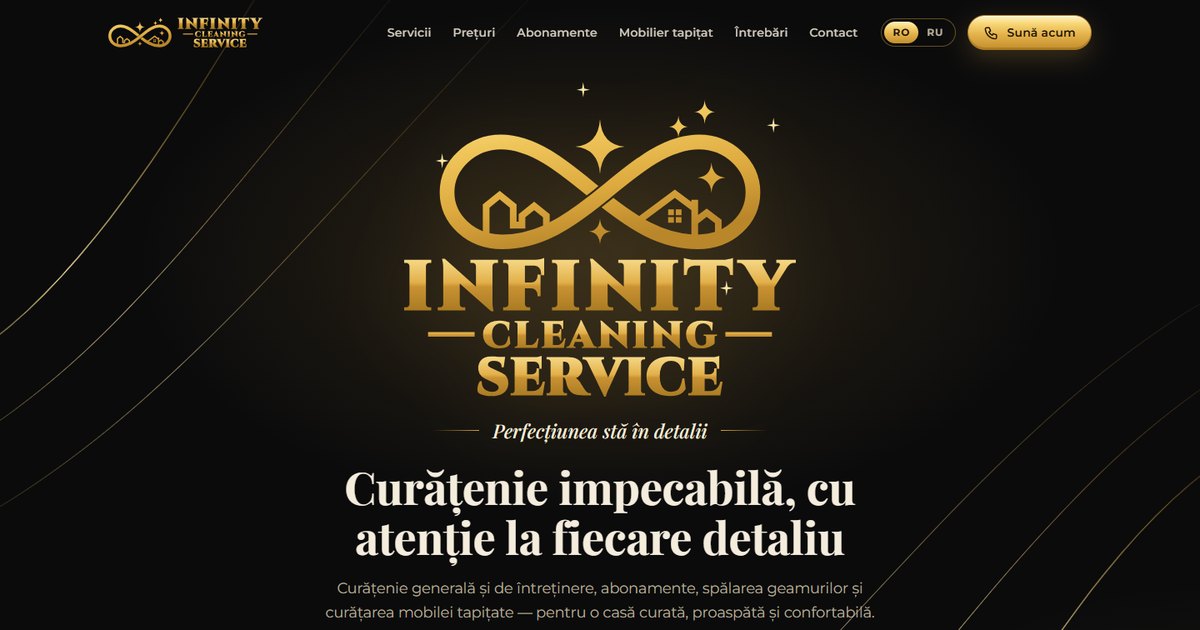 INFINITY
CLEANING
SERVICE
Servicii Prețuri Abonamente Mobilier tapițat Întrebări Contact RO RU Sună acum
INFINITY
CLEANING
SERVICE
Perfecțiunea stă în detalii
Curățenie impecabilă, cu
atenție la fiecare detaliu
Curățenie generală și de întreținere, abonamente, spălarea geamurilor și
curățarea mobilei tapițate — pentru o casă curată, proaspătă și confortabilă.